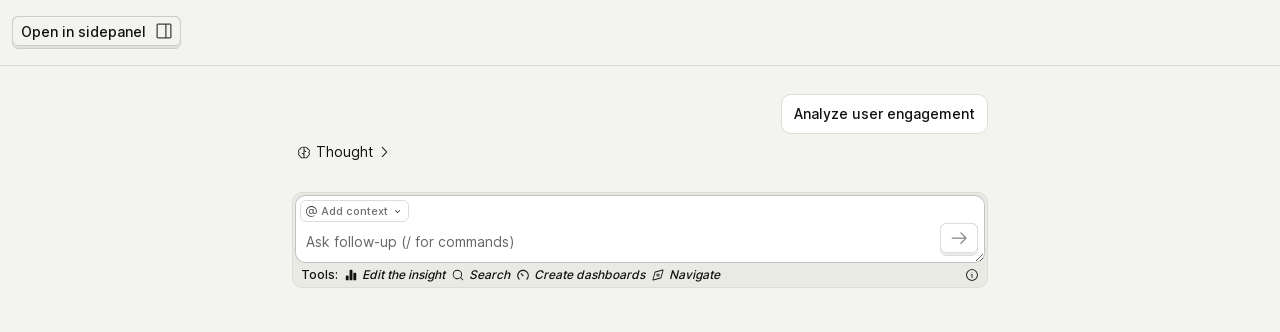 Open in sidepanel
Analyze user engagement
Thought
@ Add context
Ask follow-up (/ for commands)
Tools: Edit the insight Search Create dashboards Navigate